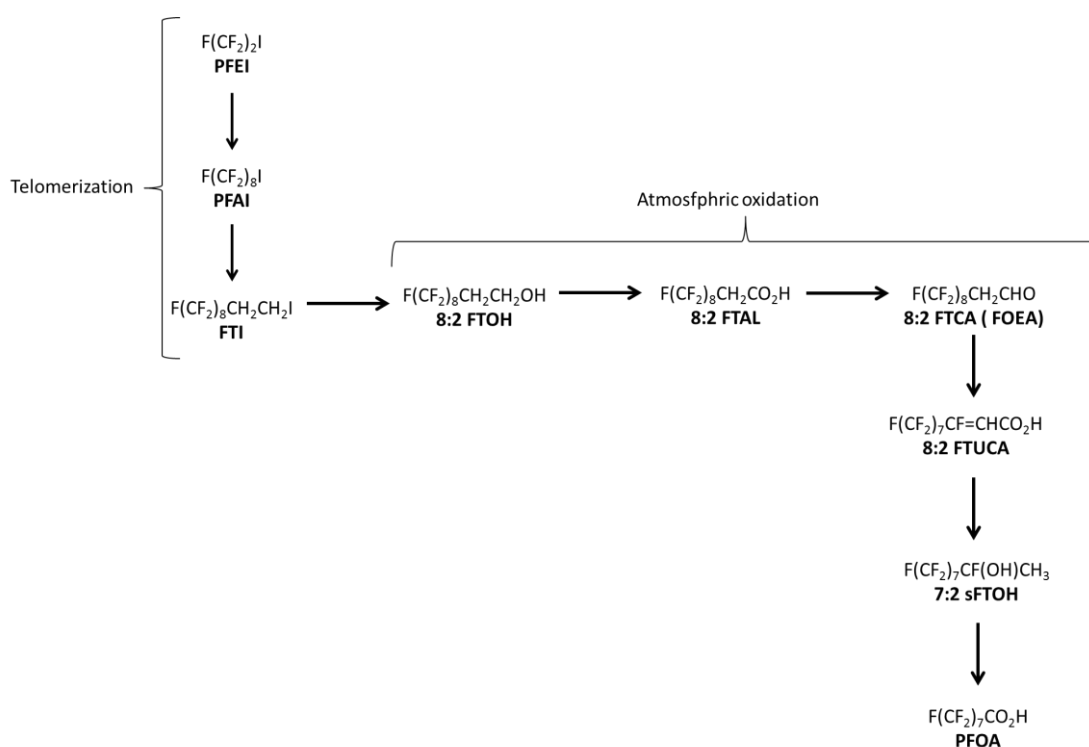 F(CF₂)₂I
PFEI
Telomerization
F(CF₂)₈I
PFAI
F(CF₂)₈CH₂CH₂I
FTI
Atmosfphric oxidation
F(CF₂)₈CH₂CH₂OH
8:2 FTOH
F(CF₂)₈CH₂CO₂H
8:2 FTAL
F(CF₂)₈CH₂CHO
8:2 FTCA ( FOEA)
F(CF₂)₇CF=CHCO₂H
8:2 FTUCA
F(CF₂)₇CF(OH)CH₃
7:2 sFTOH
F(CF₂)₇CO₂H
PFOA